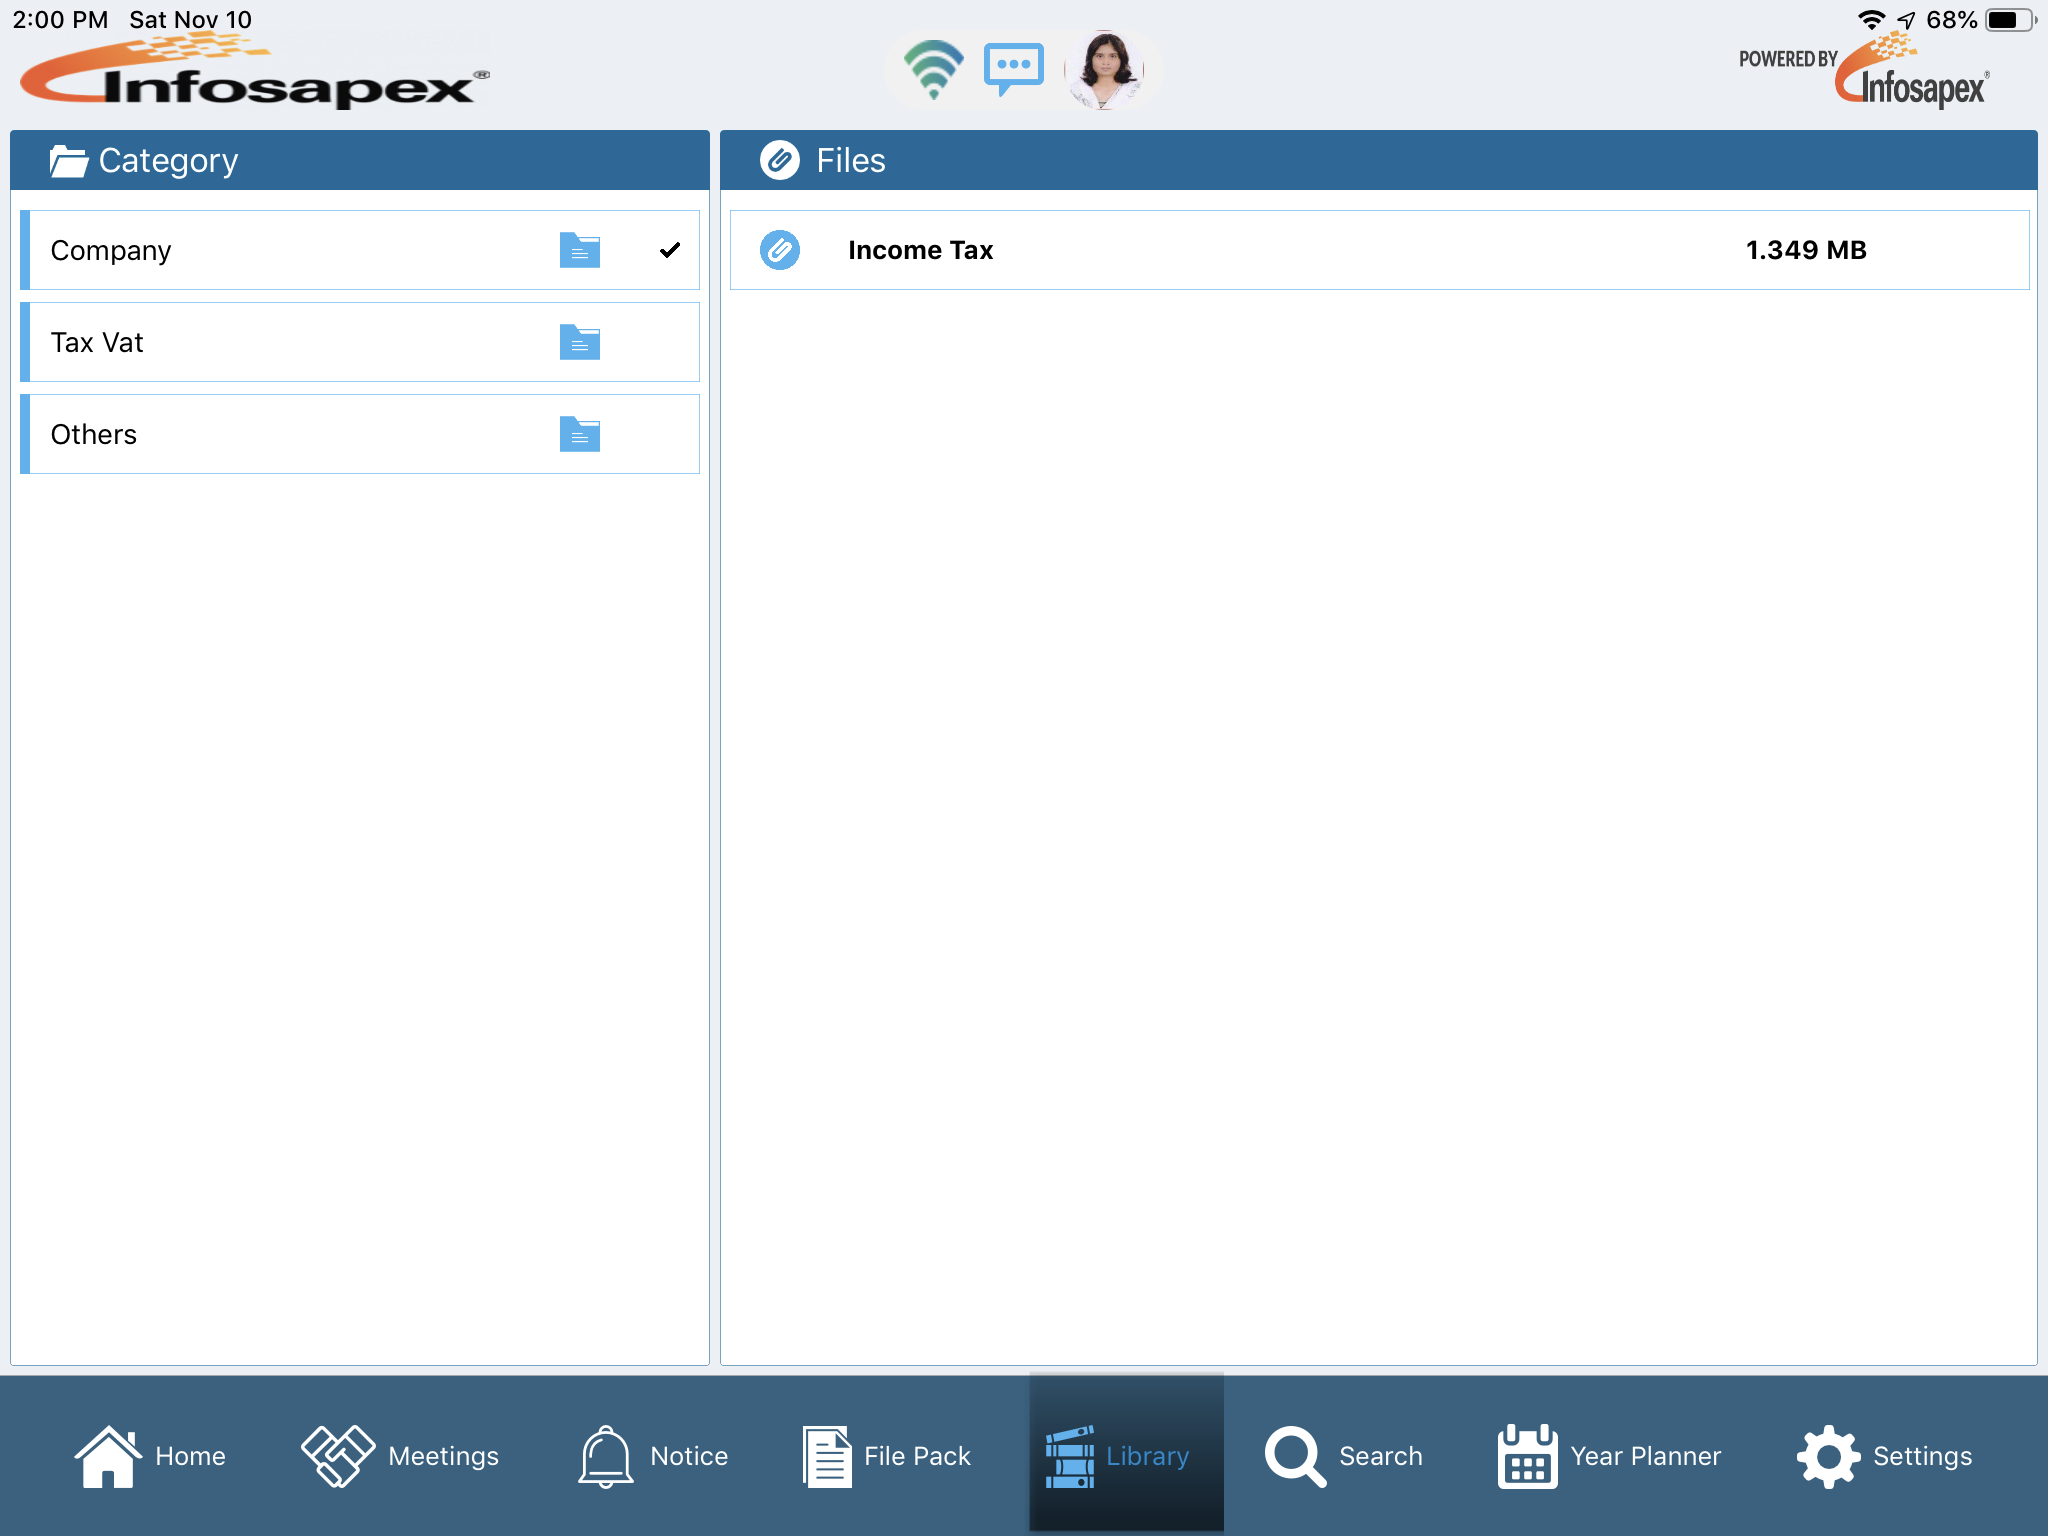 2:00 PM Sat Nov 10
68%
Infosapex®
POWERED BY Infosapex®
Category
Files
Company
Tax Vat
Others
Income Tax 1.349 MB
Home Meetings Notice File Pack Library Search Year Planner Settings